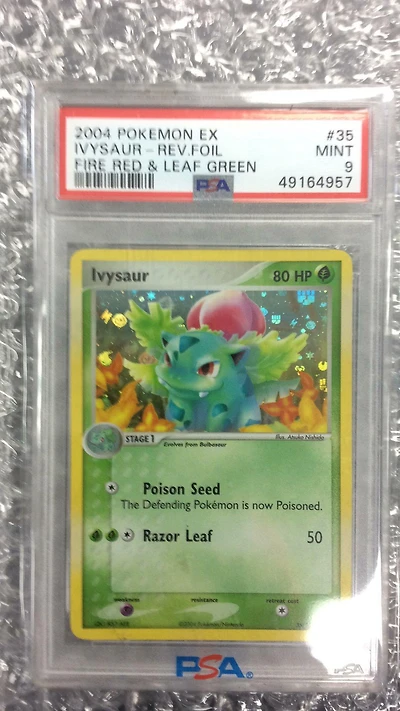 2004 POKEMON EX #35
IVYSAUR - REV.FOIL MINT
FIRE RED & LEAF GREEN 9
PSA 49164957
Ivysaur 80 HP
STAGE 1
Evolves from Bulbasaur
Illus. Atsuko Nishida
Poison Seed
The Defending Pokémon is now Poisoned.
Razor Leaf 50
weakness resistance retreat cost
PSA